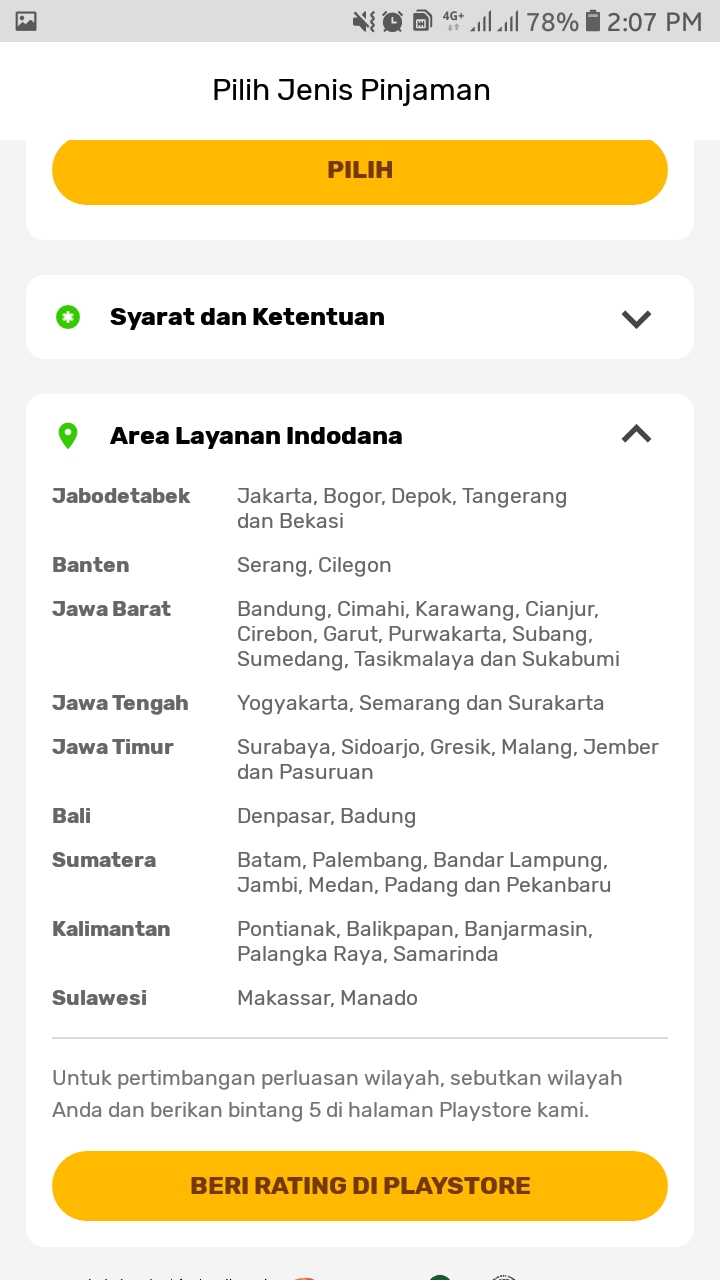 4G+ 78% 2:07 PM
Pilih Jenis Pinjaman
PILIH
Syarat dan Ketentuan
Area Layanan Indodana
Jabodetabek Jakarta, Bogor, Depok, Tangerang
dan Bekasi
Banten Serang, Cilegon
Jawa Barat Bandung, Cimahi, Karawang, Cianjur,
Cirebon, Garut, Purwakarta, Subang,
Sumedang, Tasikmalaya dan Sukabumi
Jawa Tengah Yogyakarta, Semarang dan Surakarta
Jawa Timur Surabaya, Sidoarjo, Gresik, Malang, Jember
dan Pasuruan
Bali Denpasar, Badung
Sumatera Batam, Palembang, Bandar Lampung,
Jambi, Medan, Padang dan Pekanbaru
Kalimantan Pontianak, Balikpapan, Banjarmasin,
Palangka Raya, Samarinda
Sulawesi Makassar, Manado
Untuk pertimbangan perluasan wilayah, sebutkan wilayah
Anda dan berikan bintang 5 di halaman Playstore kami.
BERI RATING DI PLAYSTORE